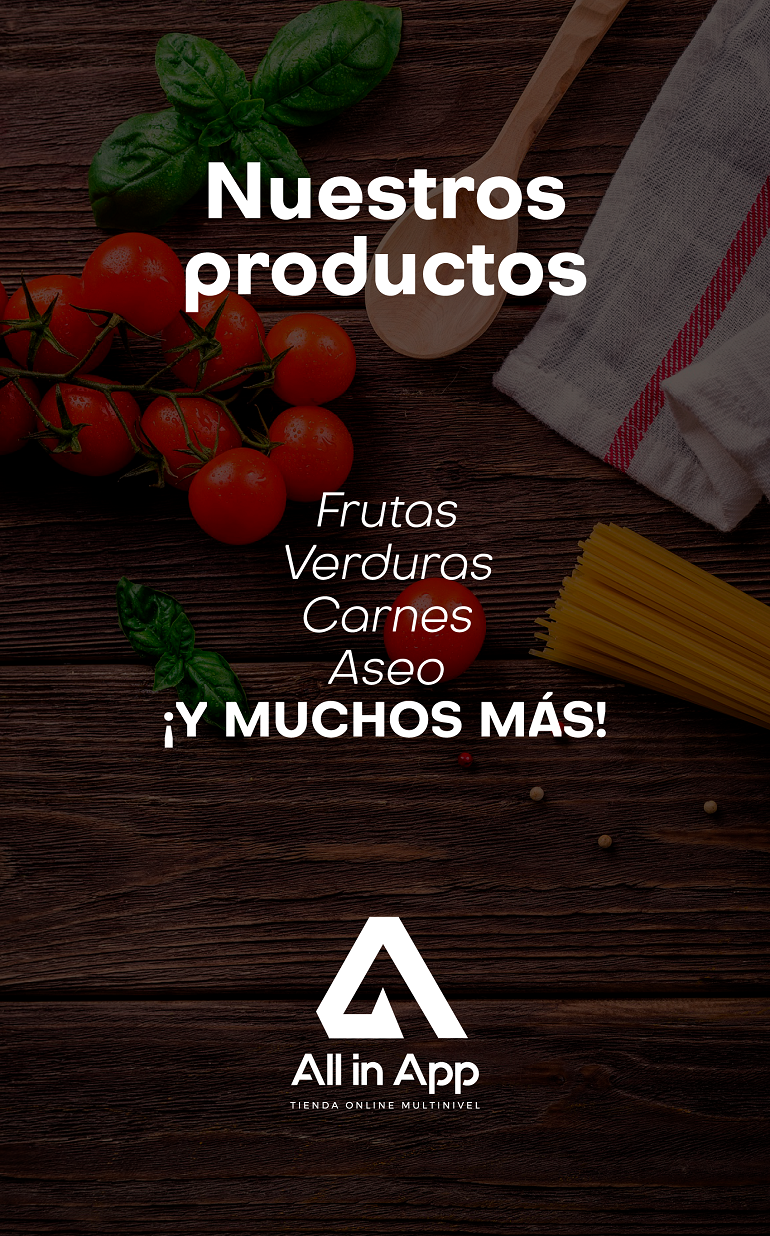 Nuestros
productos
Frutas
Verduras
Carnes
Aseo
¡Y MUCHOS MÁS!
All in App
TIENDA ONLINE MULTINIVEL